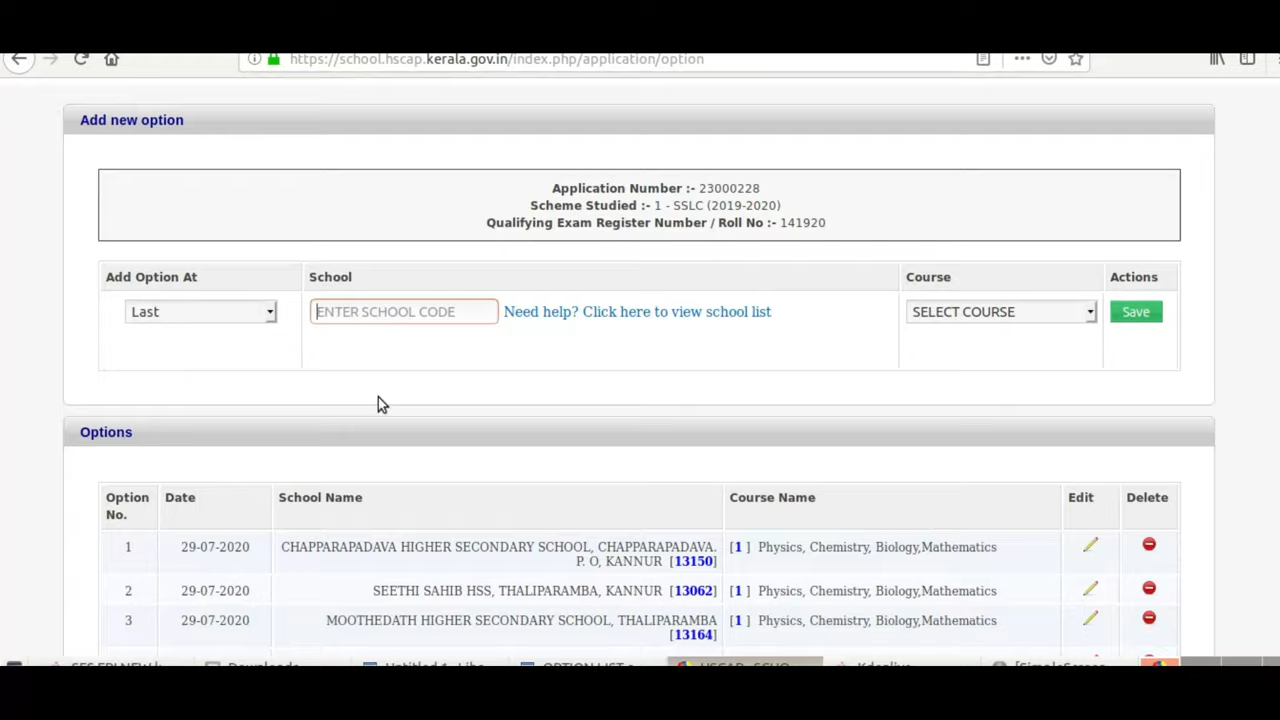 https://school.hscap.kerala.gov.in/index.php/application/option
Add new option
Application Number :- 23000228
Scheme Studied :- 1 - SSLC (2019-2020)
Qualifying Exam Register Number / Roll No :- 141920
Add Option At School Course Actions
Last ENTER SCHOOL CODE Need help? Click here to view school list SELECT COURSE Save
Options
Option No. Date School Name Course Name Edit Delete
1 29-07-2020 CHAPPARAPADAVA HIGHER SECONDARY SCHOOL, CHAPPARAPADAVA. [1 ] Physics, Chemistry, Biology,Mathematics
P. O, KANNUR [13150]
2 29-07-2020 SEETHI SAHIB HSS, THALIPARAMBA, KANNUR [13062] [1 ] Physics, Chemistry, Biology,Mathematics
3 29-07-2020 MOOTHEDATH HIGHER SECONDARY SCHOOL, THALIPARAMBA [1 ] Physics, Chemistry, Biology,Mathematics
[13164]